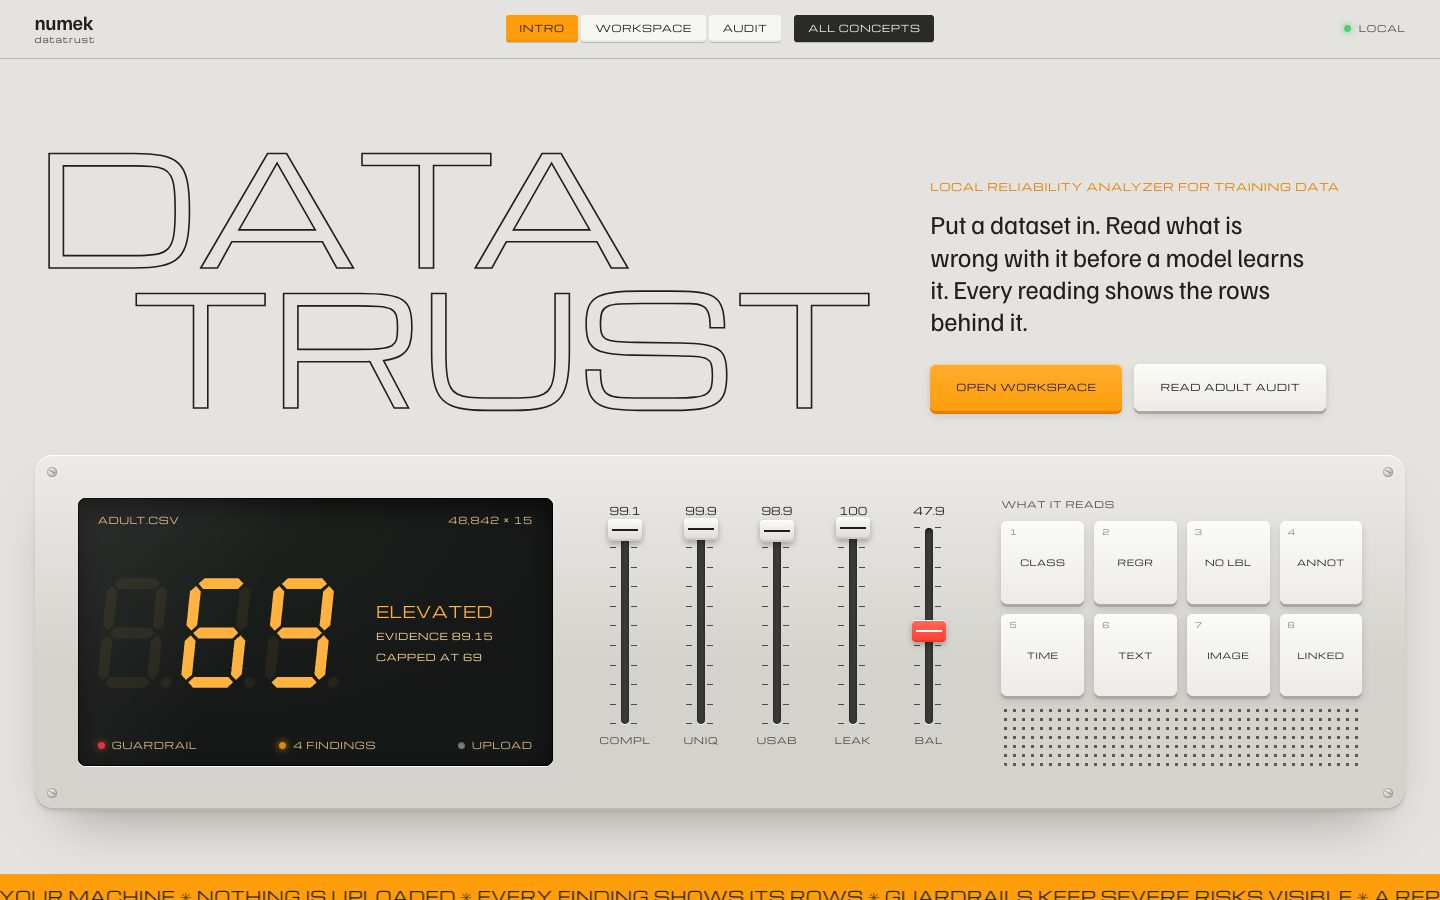 numek
datatrust
INTRO
WORKSPACE
AUDIT
ALL CONCEPTS
LOCAL
DATA
TRUST
LOCAL RELIABILITY ANALYZER FOR TRAINING DATA
Put a dataset in. Read what is
wrong with it before a model learns
it. Every reading shows the rows
behind it.
OPEN WORKSPACE
READ ADULT AUDIT
ADULT.CSV
48,842 × 15
69
ELEVATED
EVIDENCE 89.15
CAPPED AT 69
GUARDRAIL
4 FINDINGS
UPLOAD
99.1
99.9
98.9
100
47.9
COMPL
UNIQ
USAB
LEAK
BAL
WHAT IT READS
1
CLASS
2
REGR
3
NO LBL
4
ANNOT
5
TIME
6
TEXT
7
IMAGE
8
LINKED
YOUR MACHINE ✳ NOTHING IS UPLOADED ✳ EVERY FINDING SHOWS ITS ROWS ✳ GUARDRAILS KEEP SEVERE RISKS VISIBLE ✳ A REP